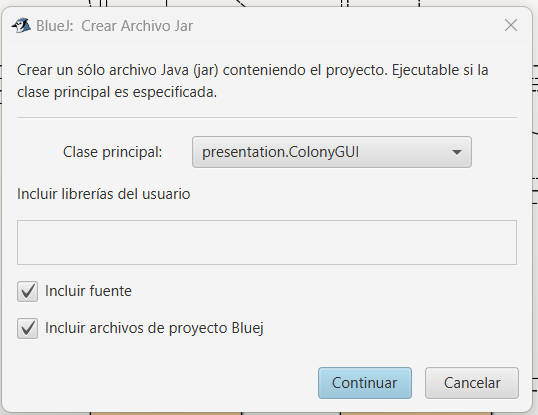 BlueJ: Crear Archivo Jar
Crear un sólo archivo Java (jar) conteniendo el proyecto. Ejecutable si la
clase principal es especificada.
Clase principal: presentation.ColonyGUI
Incluir librerías del usuario
Incluir fuente
Incluir archivos de proyecto Bluej
Continuar Cancelar